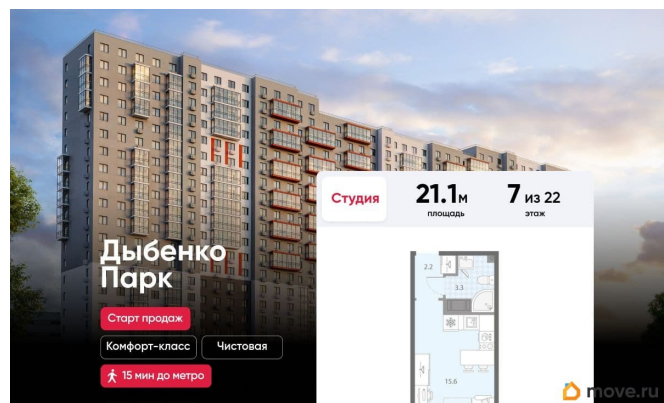 Студия
21.1м
площадь
7 из 22
этаж
Дыбенко
Парк
Старт продаж
Комфорт-класс
Чистовая
15 мин до метро
2.2
3.3
15.6
move.ru